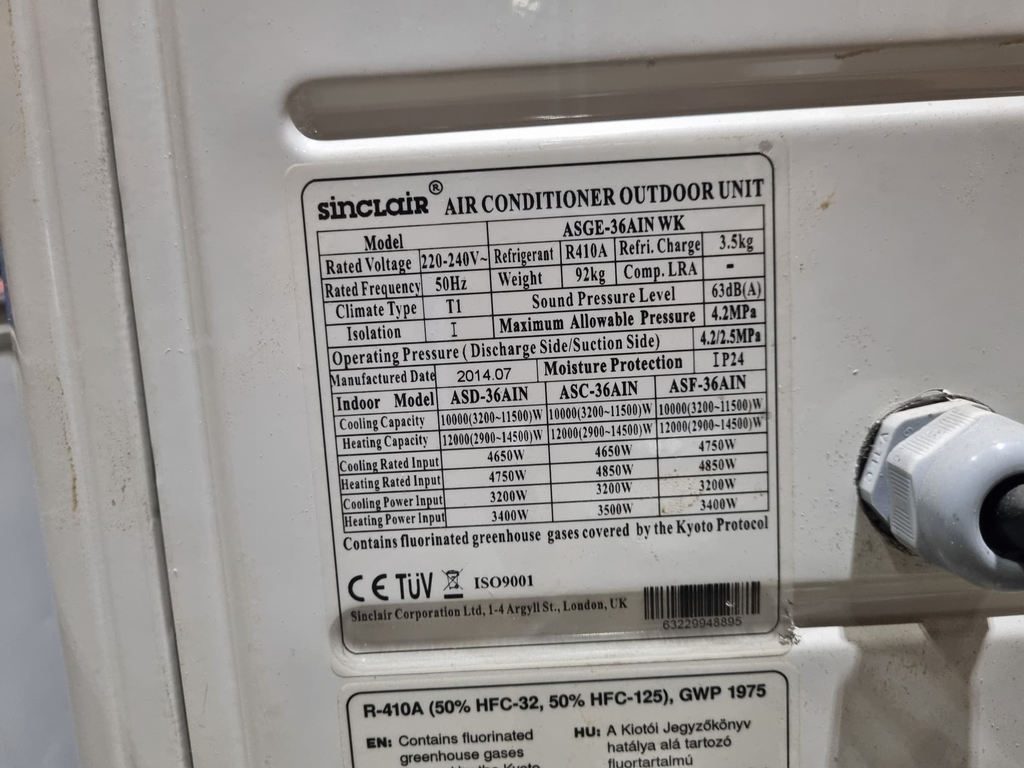 sinclair® AIR CONDITIONER OUTDOOR UNIT
Model ASGE-36AIN WK
Rated Voltage 220-240V~ Refrigerant R410A Refri. Charge 3.5kg
Rated Frequency 50Hz Weight 92kg Comp. LRA -
Climate Type T1 Sound Pressure Level 63dB(A)
Isolation I Maximum Allowable Pressure 4.2MPa
Operating Pressure ( Discharge Side/Suction Side) 4.2/2.5MPa
Manufactured Date 2014.07 Moisture Protection IP24
Indoor Model ASD-36AIN ASC-36AIN ASF-36AIN
Cooling Capacity 10000(3200~11500)W 10000(3200~11500)W 10000(3200~11500)W
Heating Capacity 12000(2900~14500)W 12000(2900~14500)W 12000(2900~14500)W
Cooling Rated Input 4650W 4650W 4750W
Heating Rated Input 4750W 4850W 4850W
Cooling Power Input 3200W 3200W 3200W
Heating Power Input 3400W 3500W 3400W
Contains fluorinated greenhouse gases covered by the Kyoto Protocol
CE TÜV ISO9001
Sinclair Corporation Ltd, 1-4 Argyll St., London, UK
63229948895
R-410A (50% HFC-32, 50% HFC-125), GWP 1975
EN: Contains fluorinated
greenhouse gases
HU: A Kiotói Jegyzőkönyv
hatálya alá tartozó
fluortartalmú